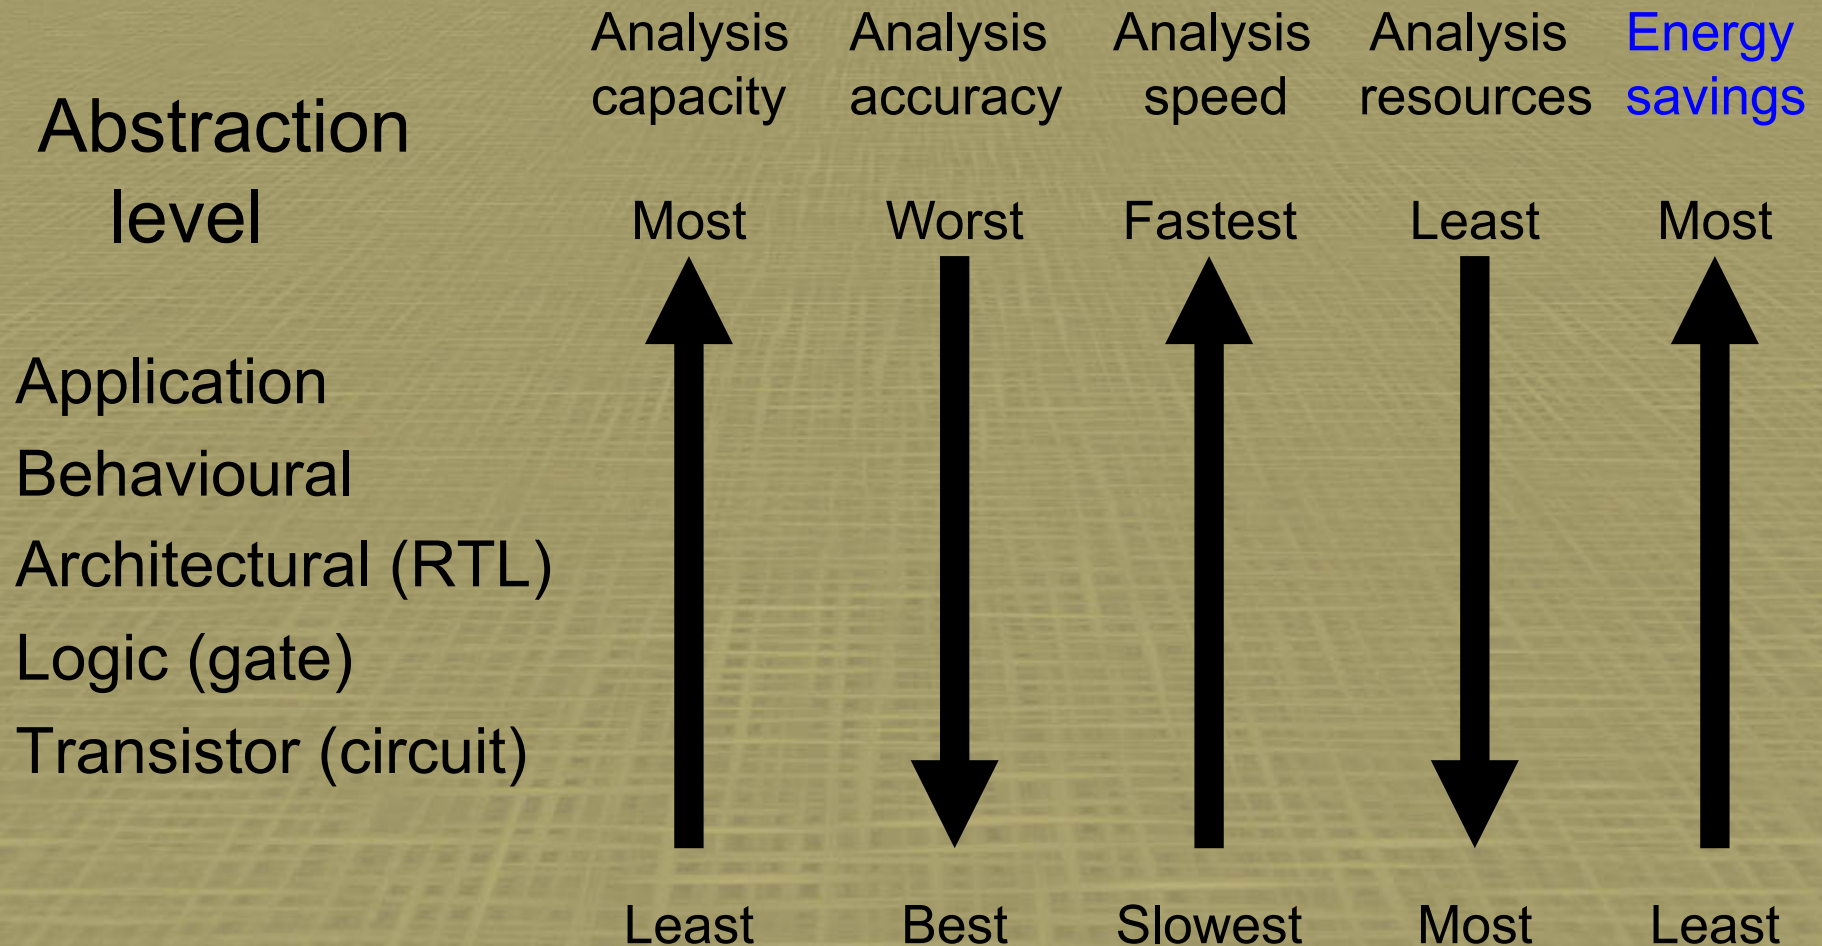 Analysis Analysis Analysis Analysis Energy
capacity accuracy speed resources savings
Abstraction
level
Most Worst Fastest Least Most
Application
Behavioural
Architectural (RTL)
Logic (gate)
Transistor (circuit)
Least Best Slowest Most Least